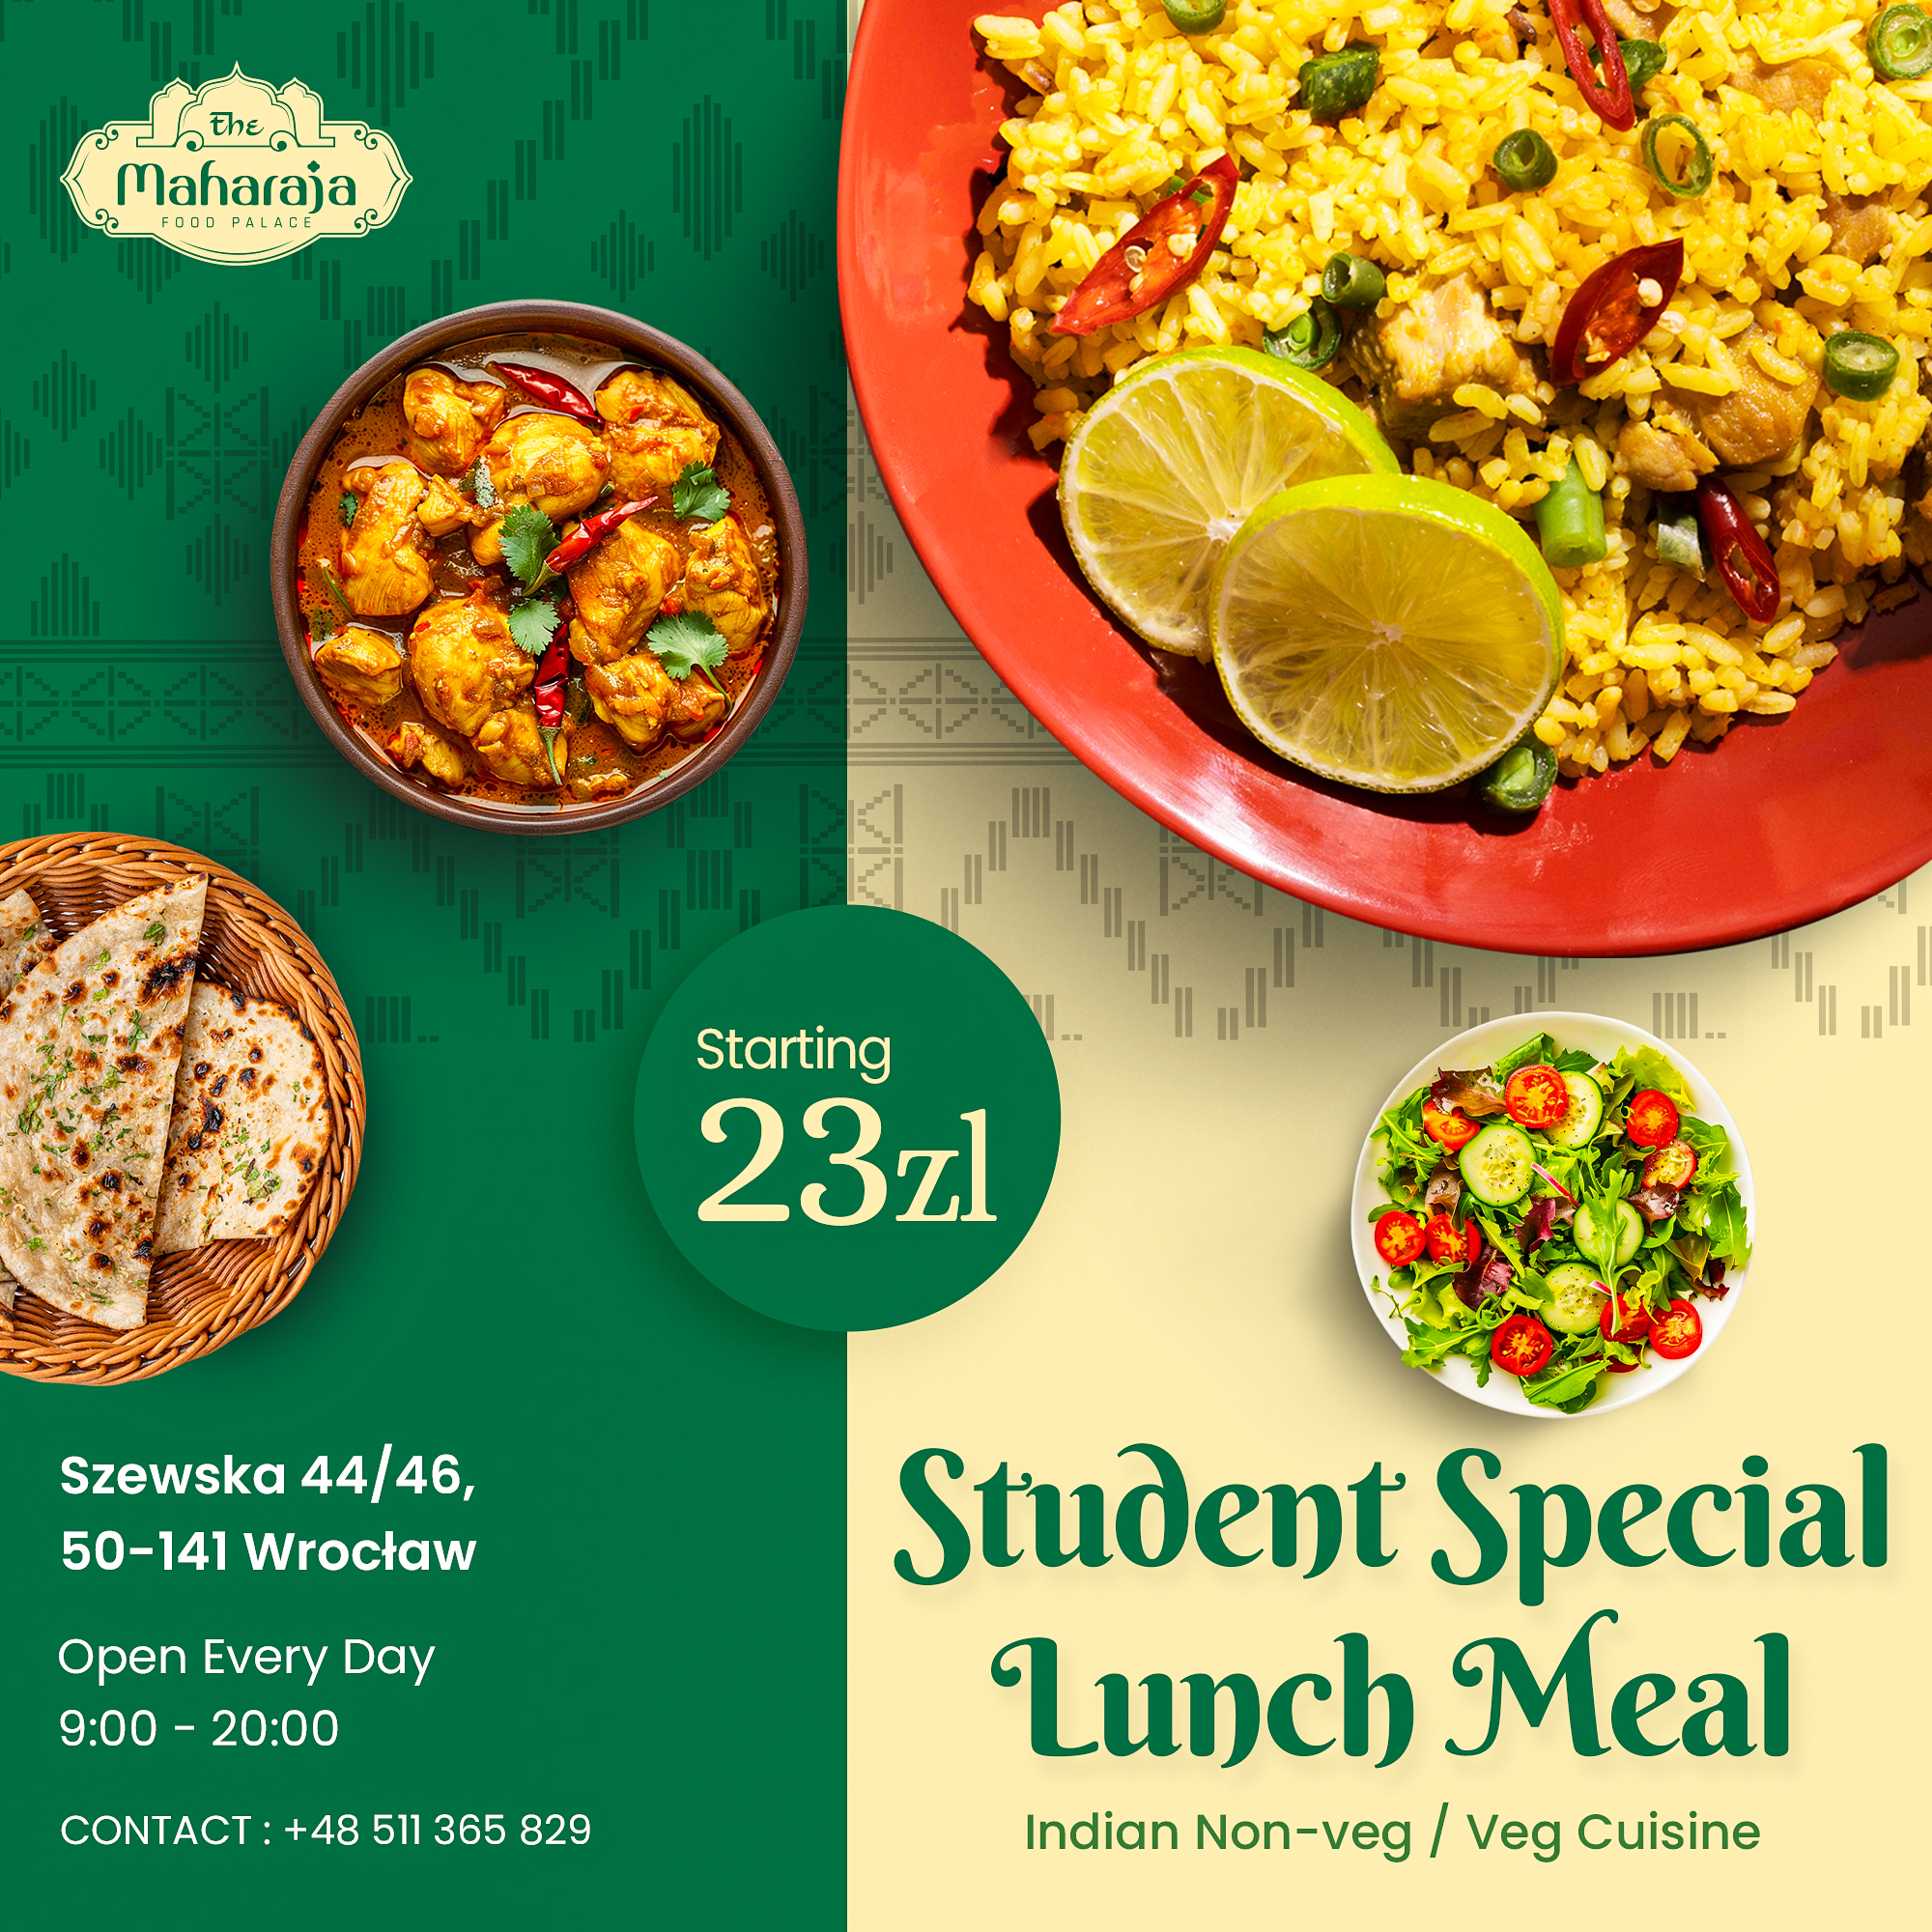 the
Maharaja
FOOD PALACE
Starting
23zl
Szewska 44/46,
50-141 Wrocław
Open Every Day
9:00 - 20:00
CONTACT : +48 511 365 829
Student Special
Lunch Meal
Indian Non-veg / Veg Cuisine